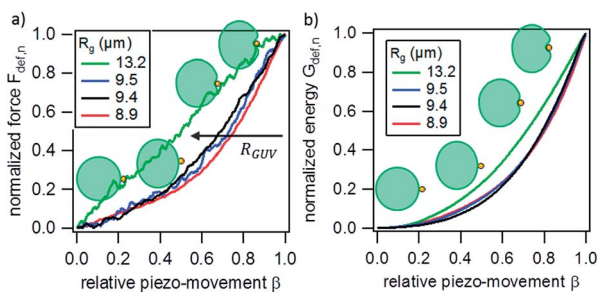 a)
normalized force F_def,n
1.0
0.8
0.6
0.4
0.2
0.0
R_g (μm)
13.2
9.5
9.4
8.9
R_GUV
0.0 0.2 0.4 0.6 0.8 1.0
relative piezo-movement β
b)
normalized energy G_def,n
1.0
0.8
0.6
0.4
0.2
0.0
R_g (μm)
13.2
9.5
9.4
8.9
0.0 0.2 0.4 0.6 0.8 1.0
relative piezo-movement β